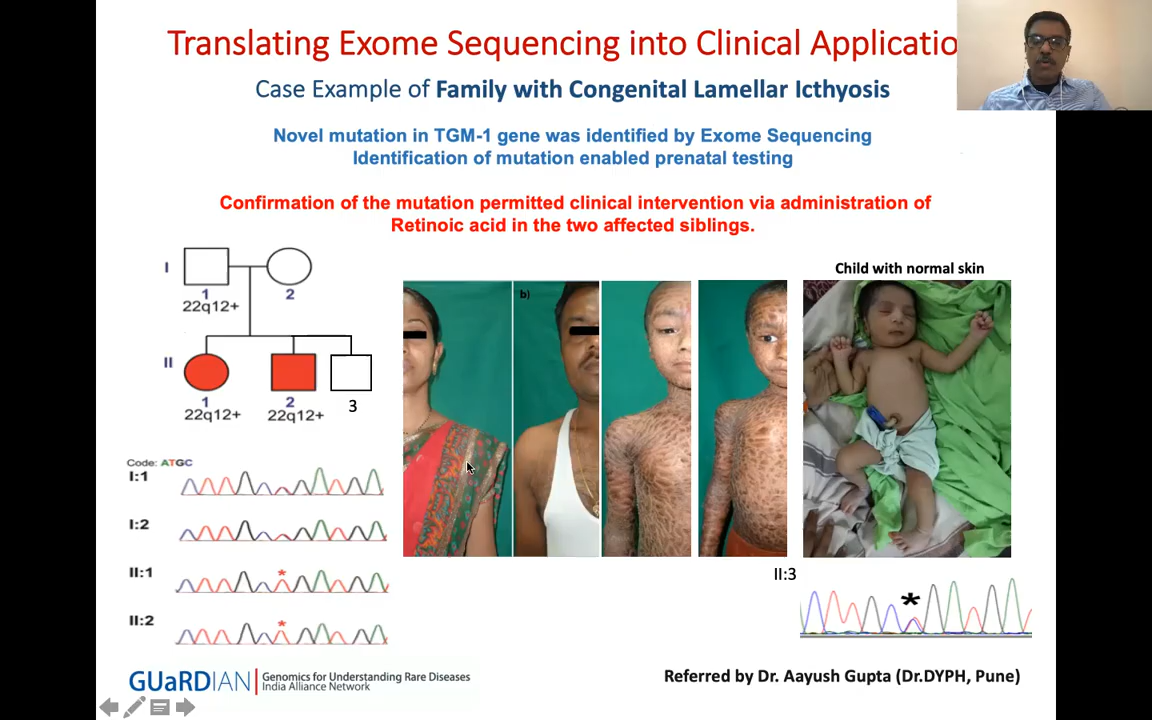 Translating Exome Sequencing into Clinical Applicatio
Case Example of Family with Congenital Lamellar Icthyosis
Novel mutation in TGM-1 gene was identified by Exome Sequencing
Identification of mutation enabled prenatal testing
Confirmation of the mutation permitted clinical intervention via administration of
Retinoic acid in the two affected siblings.
I
1
2
22q12+
II
1
2
3
22q12+
22q12+
b)
Child with normal skin
Code: ATGC
I:1
I:2
II:1
*
II:2
*
II:3
*
GUaRDIAN
Genomics for Understanding Rare Diseases
India Alliance Network
Referred by Dr. Aayush Gupta (Dr.DYPH, Pune)